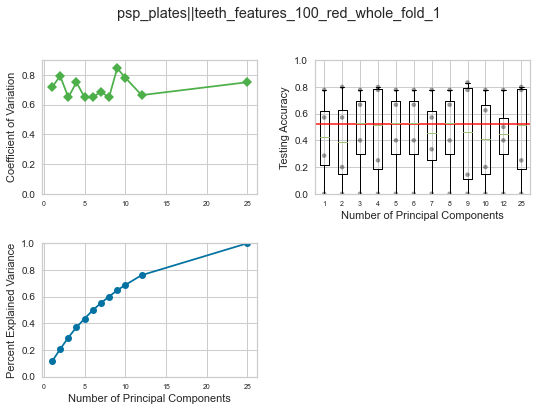 psp_plates||teeth_features_100_red_whole_fold_1
Coefficient of Variation
0.8
0.6
0.4
0.2
0.0
0 5 10 15 20 25
Testing Accuracy
1.0
0.8
0.6
0.4
0.2
0.0
1 2 3 4 5 6 7 8 9 10 12 25
Number of Principal Components
Percent Explained Variance
1.0
0.8
0.6
0.4
0.2
0.0
0 5 10 15 20 25
Number of Principal Components